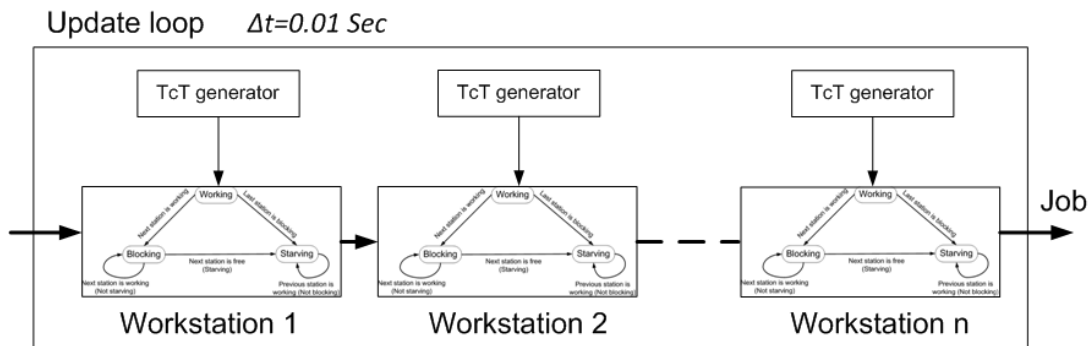 Update loop Δt=0.01 Sec
TcT generator
TcT generator
TcT generator
Working
Next station is working
Last station is blocking
Blocking
Starving
Next station is free
(Starving)
Next station is working
(Not starving)
Previous station is
working (Not blocking)
Working
Next station is working
Last station is blocking
Blocking
Starving
Next station is free
(Starving)
Next station is working
(Not starving)
Previous station is
working (Not blocking)
Working
Next station is working
Last station is blocking
Blocking
Starving
Next station is free
(Starving)
Next station is working
(Not starving)
Previous station is
working (Not blocking)
Job
Workstation 1
Workstation 2
Workstation n